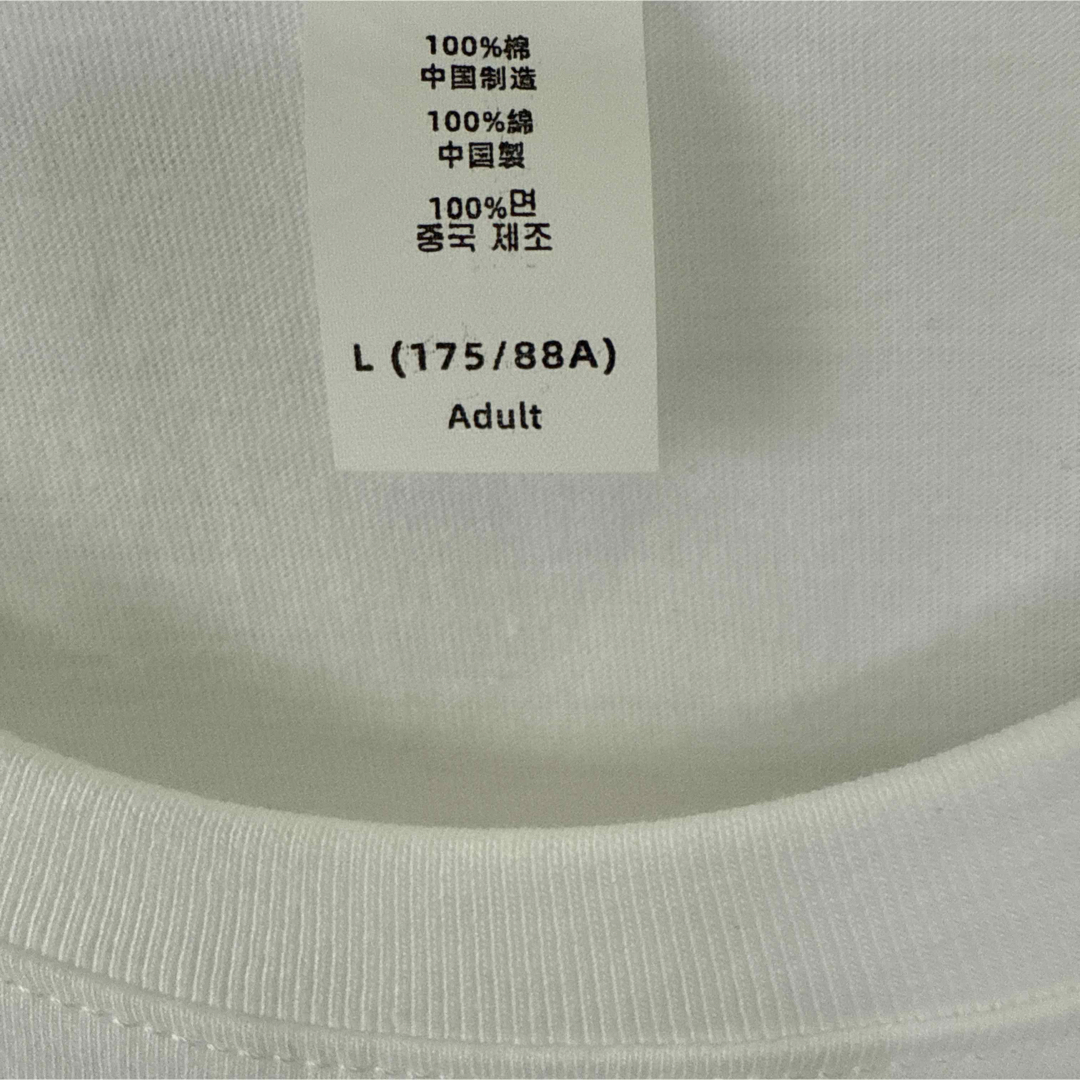 100%棉
中国制造
100%綿
中国製
100%면
중국 제조
L (175/88A)
Adult